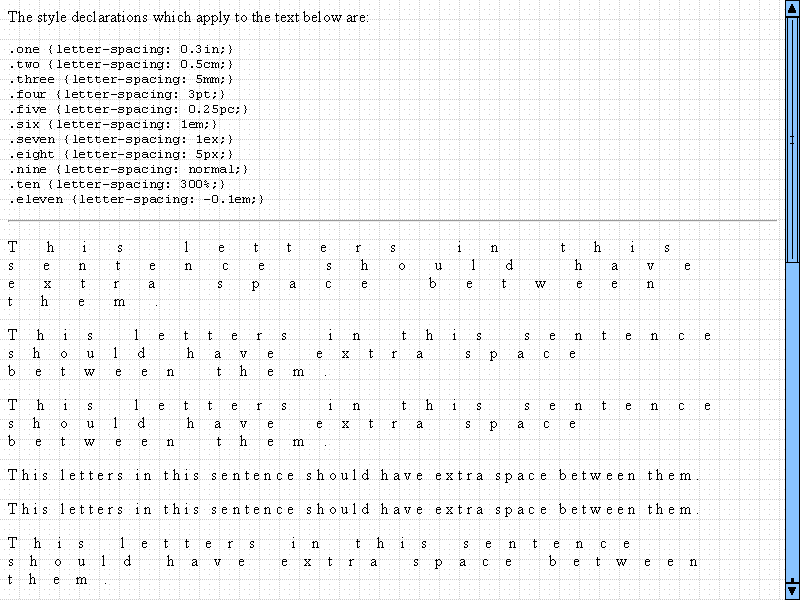 The style declarations which apply to the text below are:
.one {letter-spacing: 0.3in;}
.two {letter-spacing: 0.5cm;}
.three {letter-spacing: 5mm;}
.four {letter-spacing: 3pt;}
.five {letter-spacing: 0.25pc;}
.six {letter-spacing: 1em;}
.seven {letter-spacing: 1ex;}
.eight {letter-spacing: 5px;}
.nine {letter-spacing: normal;}
.ten {letter-spacing: 300%;}
.eleven {letter-spacing: -0.1em;}
This letters in this
sentence should have
extra space between
them.
This letters in this sentence
should have extra space
between them.
This letters in this sentence
should have extra space
between them.
This letters in this sentence should have extra space between them.
This letters in this sentence should have extra space between them.
This letters in this sentence
should have extra space between
them.